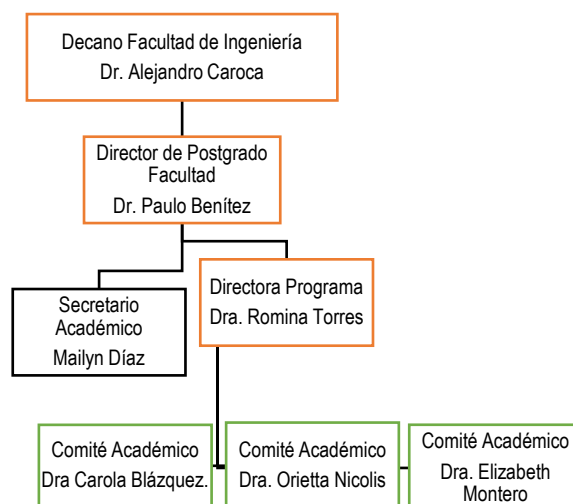 Decano Facultad de Ingeniería
Dr. Alejandro Caroca
Director de Postgrado
Facultad
Dr. Paulo Benítez
Secretario
Académico
Mailyn Díaz
Directora Programa
Dra. Romina Torres
Comité Académico
Dra Carola Blázquez.
Comité Académico
Dra. Orietta Nicolis
Comité Académico
Dra. Elizabeth
Montero